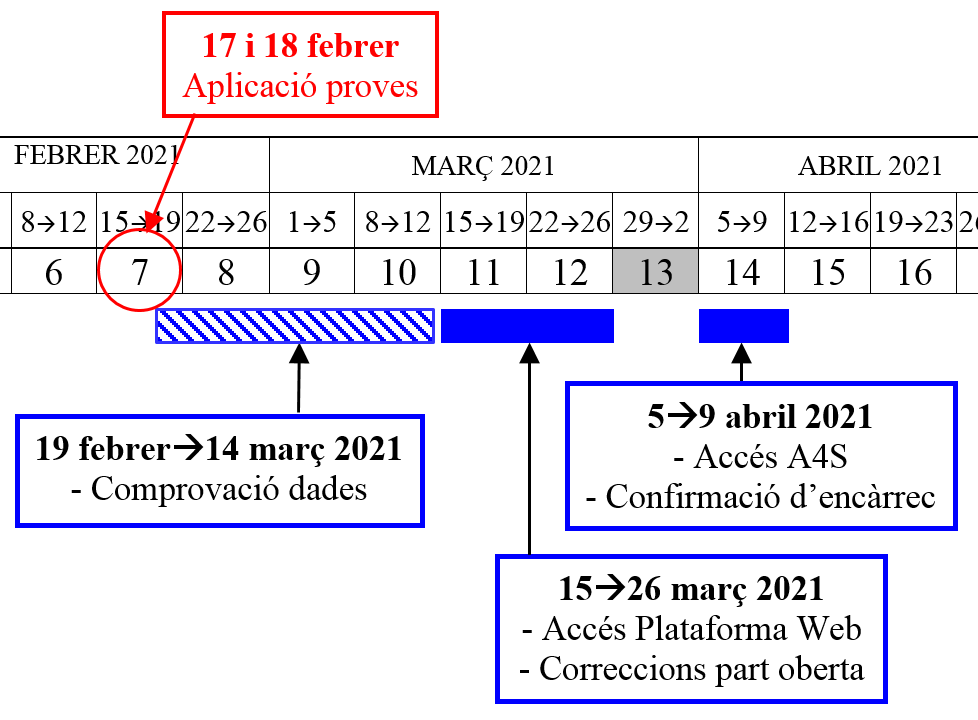 17 i 18 febrer
Aplicació proves
FEBRER 2021 MARÇ 2021 ABRIL 2021
8→12 15→19 22→26 1→5 8→12 15→19 22→26 29→2 5→9 12→16 19→23
6 7 8 9 10 11 12 13 14 15 16
19 febrer→14 març 2021
- Comprovació dades
5→9 abril 2021
- Accés A4S
- Confirmació d’encàrrec
15→26 març 2021
- Accés Plataforma Web
- Correccions part oberta